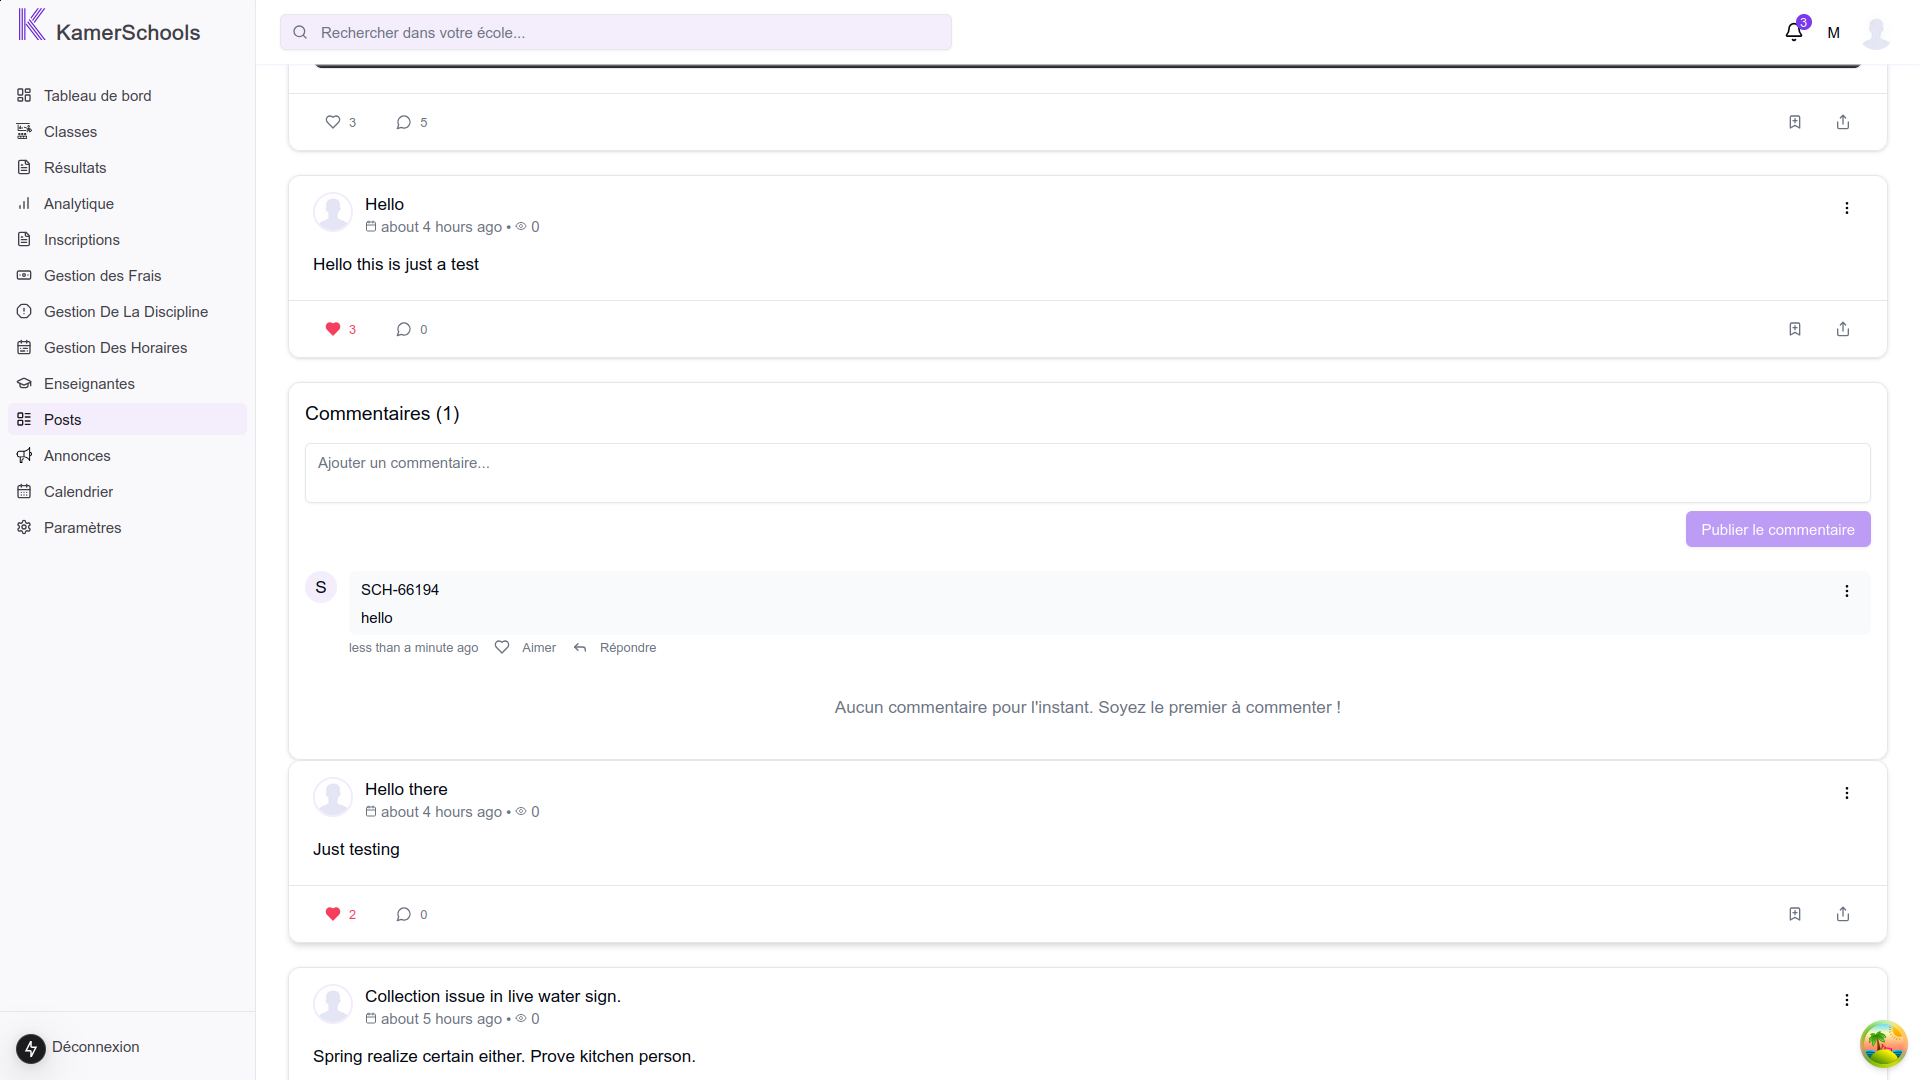 KamerSchools
Rechercher dans votre école...
3
M
Tableau de bord
Classes
Résultats
Analytique
Inscriptions
Gestion des Frais
Gestion De La Discipline
Gestion Des Horaires
Enseignantes
Posts
Annonces
Calendrier
Paramètres
Déconnexion
3 5
Hello
about 4 hours ago • 0
Hello this is just a test
3 0
Commentaires (1)
Ajouter un commentaire...
Publier le commentaire
S
SCH-66194
hello
less than a minute ago Aimer Répondre
Aucun commentaire pour l'instant. Soyez le premier à commenter !
Hello there
about 4 hours ago • 0
Just testing
2 0
Collection issue in live water sign.
about 5 hours ago • 0
Spring realize certain either. Prove kitchen person.